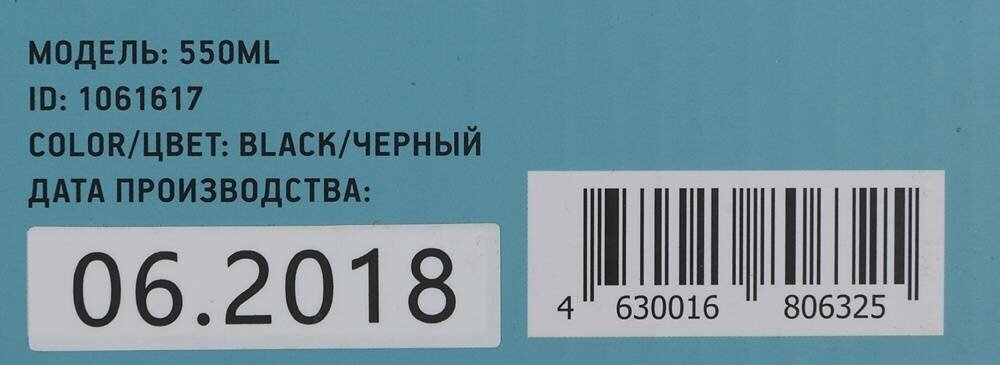 МОДЕЛЬ: 550ML
ID: 1061617
COLOR/ЦВЕТ: BLACK/ЧЕРНЫЙ
ДАТА ПРОИЗВОДСТВА:
06.2018
4 630016 806325